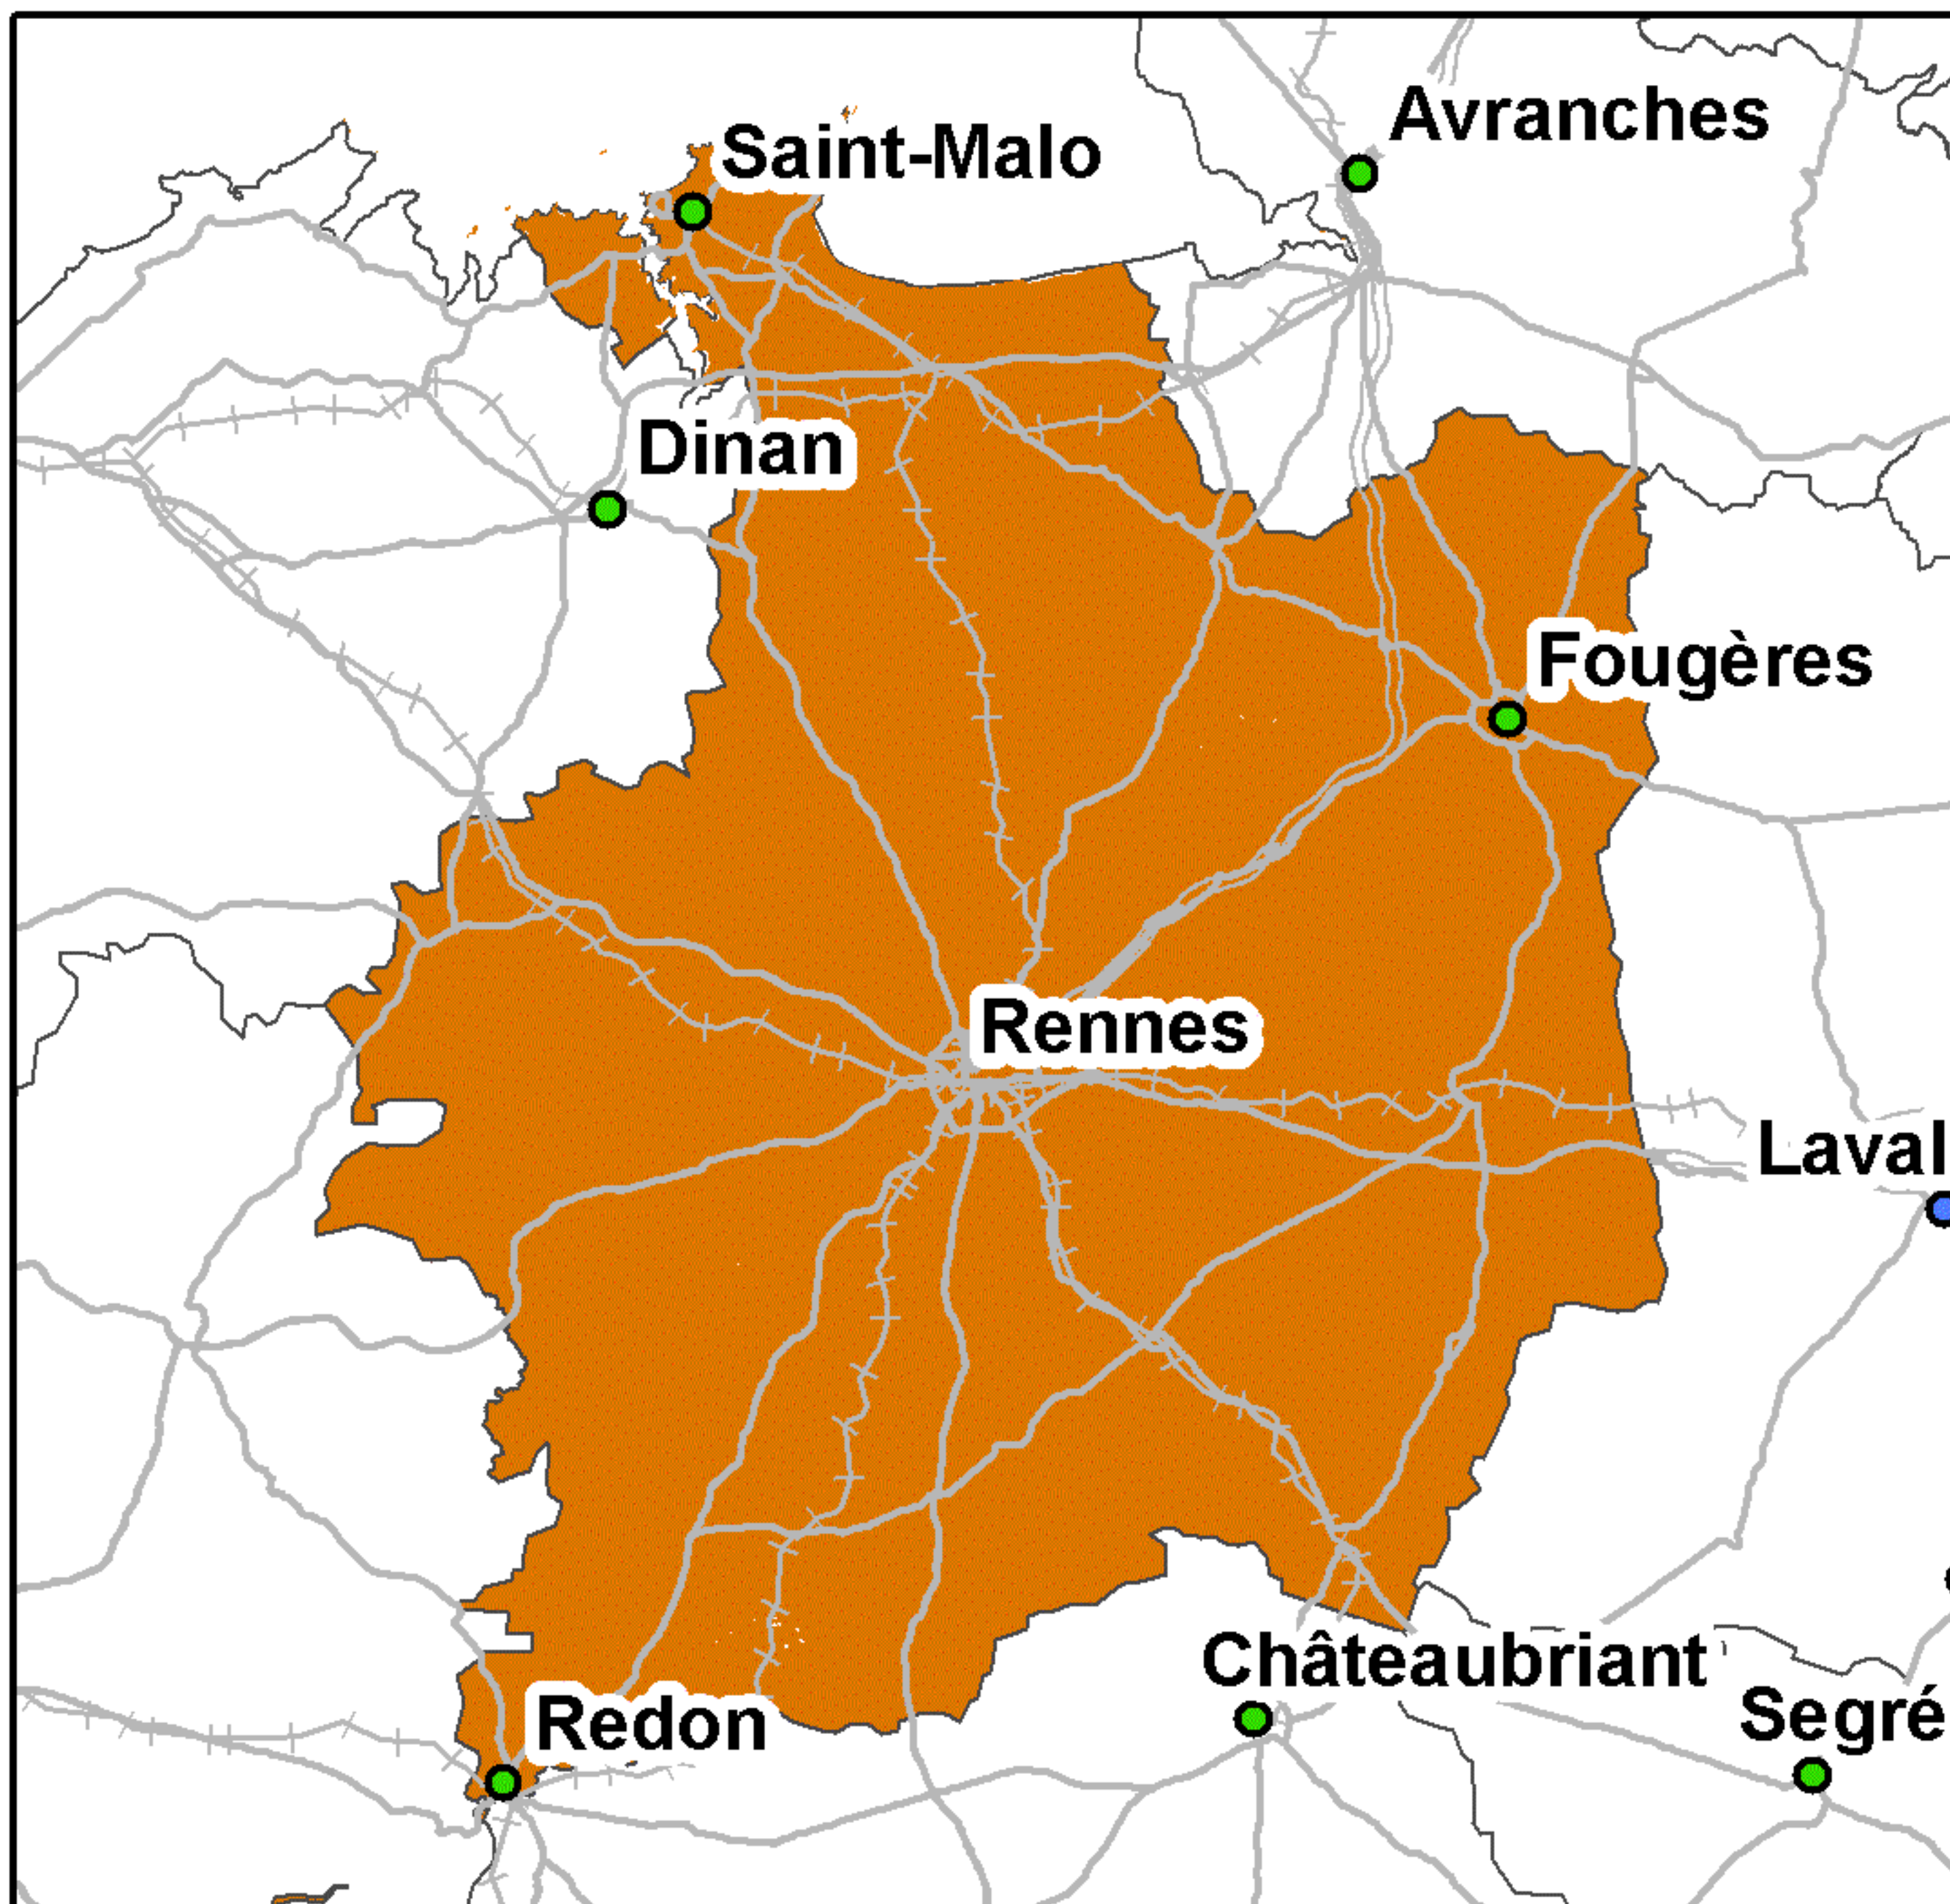 Avranches
Saint-Malo
Dinan
Fougères
Rennes
Laval
Châteaubriant
Segré
Redon